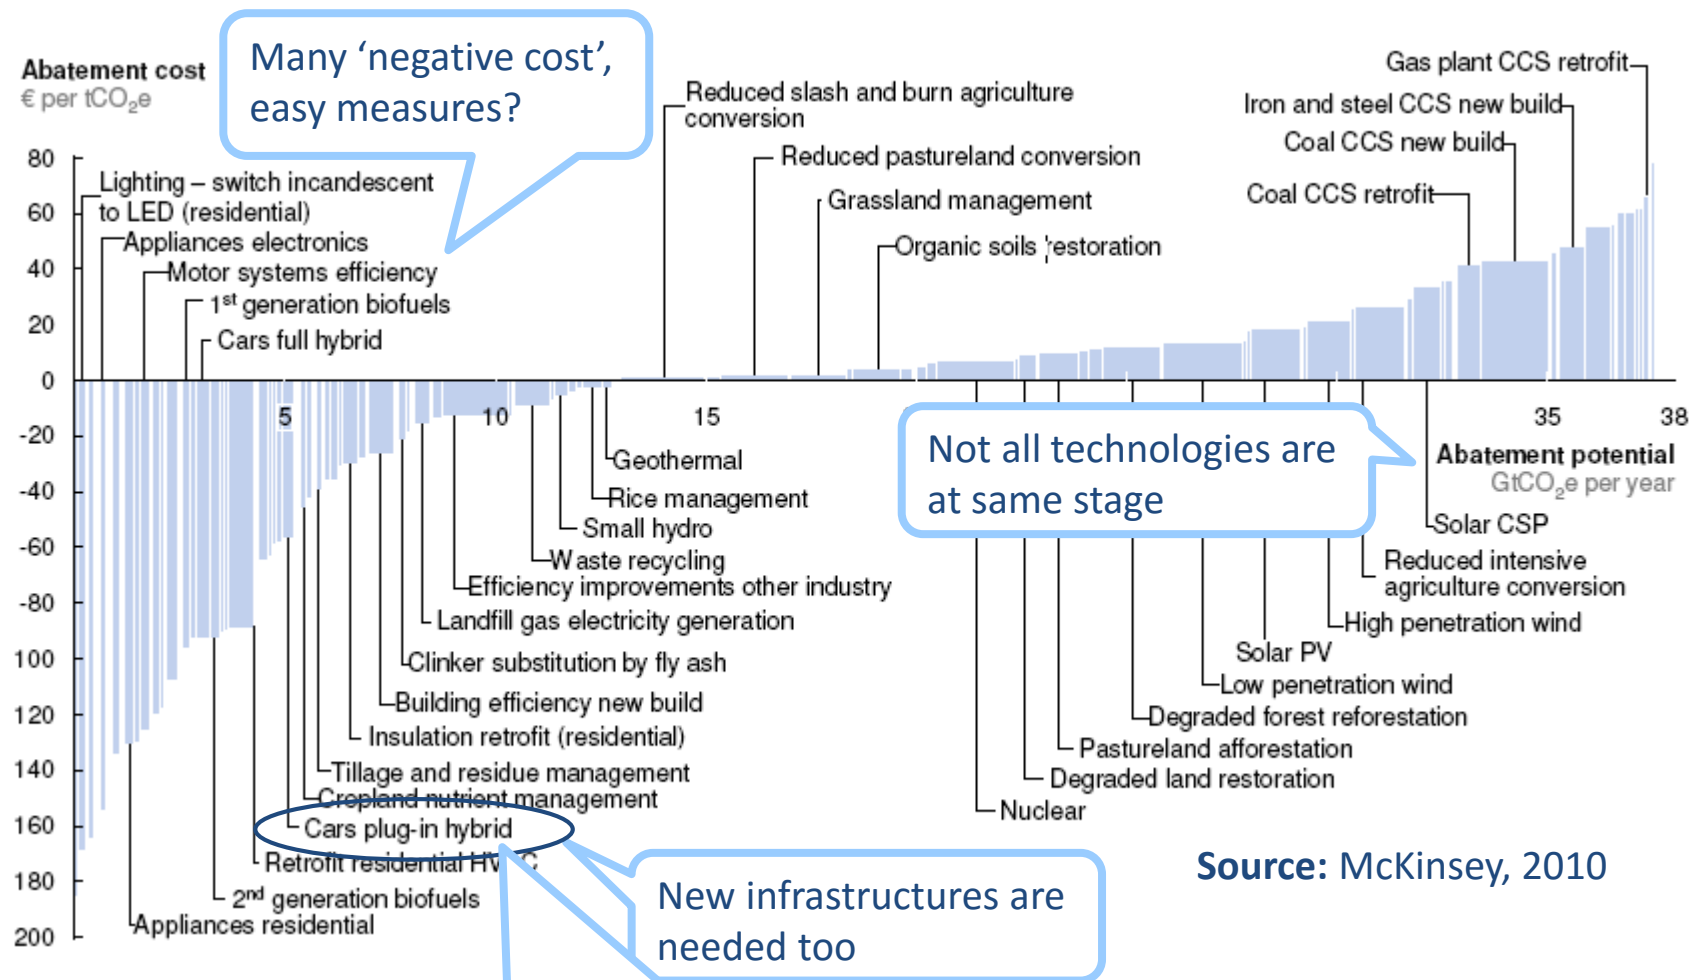 Many ‘negative cost’,
easy measures?
Abatement cost
€ per tCO₂e
Gas plant CCS retrofit
Reduced slash and burn agriculture
conversion
Iron and steel CCS new build
Coal CCS new build
80
Reduced pastureland conversion
Lighting – switch incandescent
to LED (residential)
Coal CCS retrofit
Grassland management
60
Appliances electronics
Organic soils restoration
40
Motor systems efficiency
1st generation biofuels
20
Cars full hybrid
0
5
10
15
35
38
-20
Not all technologies are
at same stage
Abatement potential
GtCO₂e per year
Geothermal
-40
Rice management
Small hydro
Solar CSP
-60
Waste recycling
Reduced intensive
agriculture conversion
Efficiency improvements other industry
-80
Landfill gas electricity generation
High penetration wind
100
Clinker substitution by fly ash
Solar PV
Low penetration wind
120
Building efficiency new build
Degraded forest reforestation
Insulation retrofit (residential)
Pastureland afforestation
140
Tillage and residue management
Degraded land restoration
Cropland nutrient management
Nuclear
160
Cars plug-in hybrid
Retrofit residential
Source: McKinsey, 2010
180
2nd generation biofuels
New infrastructures are
needed too
Appliances residential
200